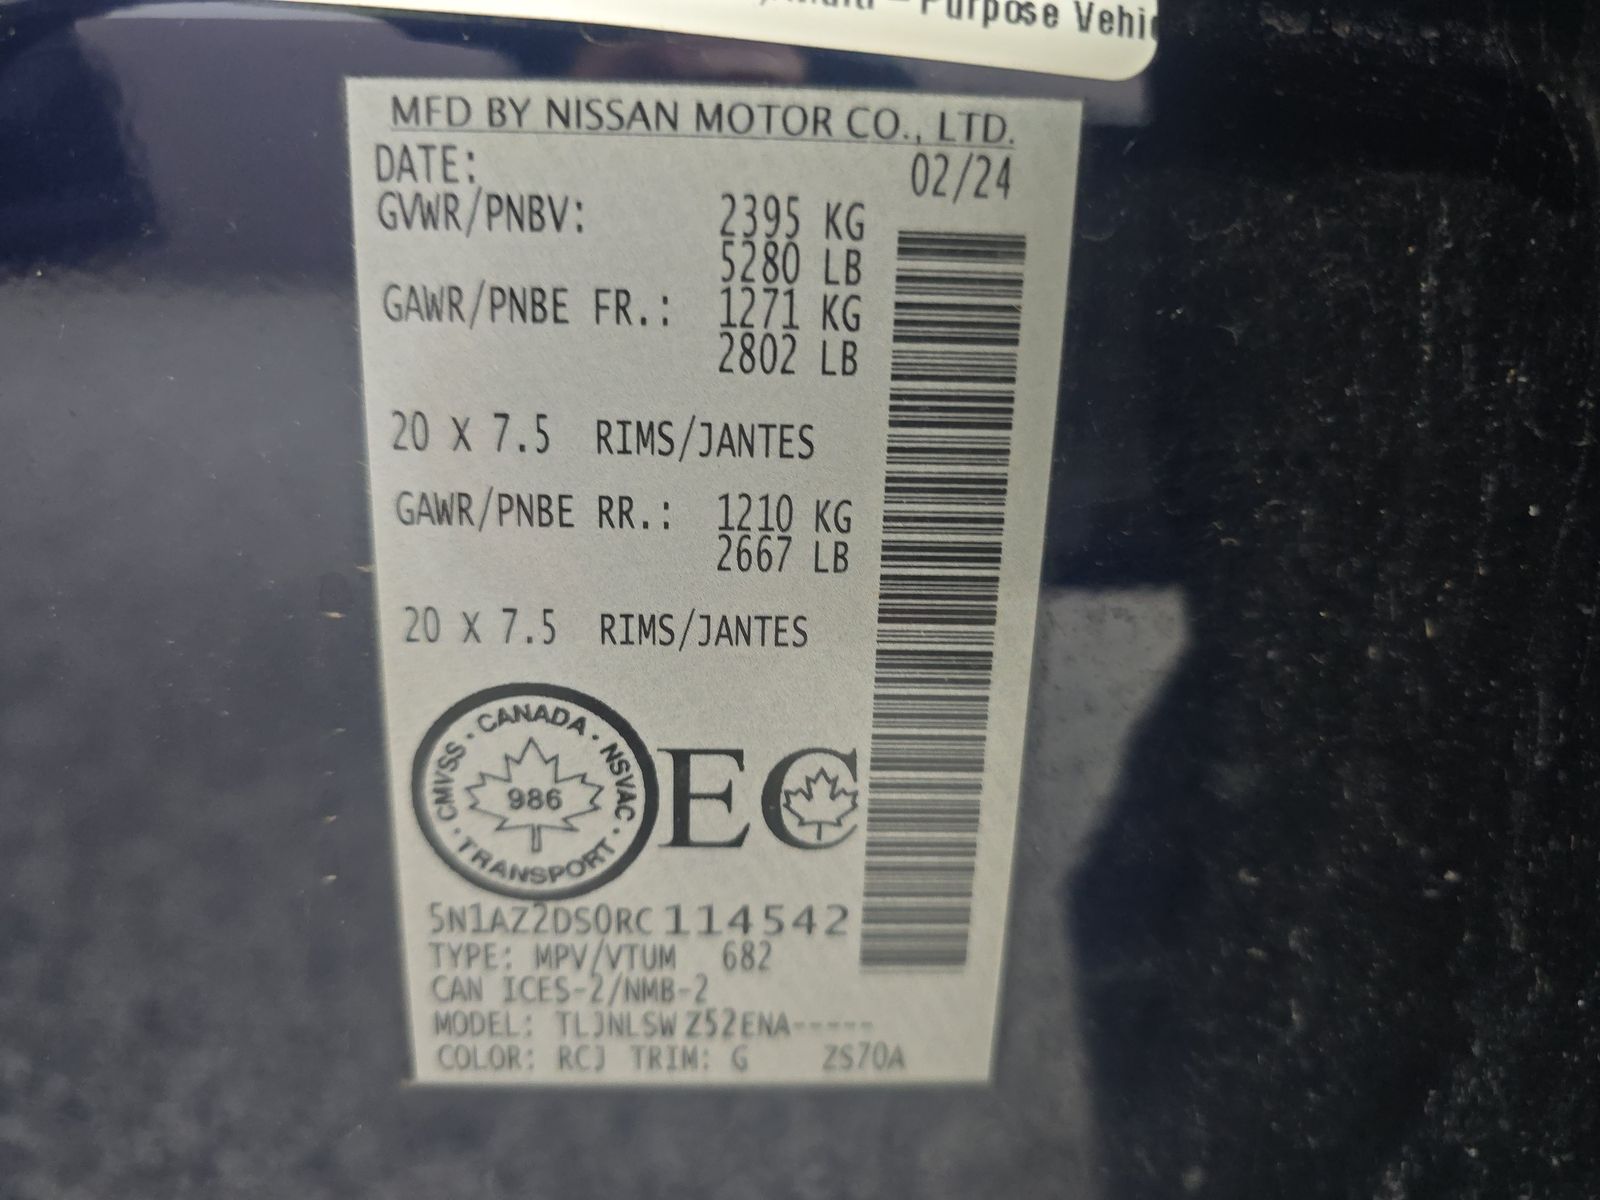 Purpose Vehi
MFD BY NISSAN MOTOR CO., LTD.
DATE: 02/24
GVWR/PNBV: 2395 KG
5280 LB
GAWR/PNBE FR.: 1271 KG
2802 LB
20 X 7.5 RIMS/JANTES
GAWR/PNBE RR.: 1210 KG
2667 LB
20 X 7.5 RIMS/JANTES
CANADA · NSVAC · TRANSPORT · CMVSS ·
986
EC
5N1AZ2DS0RC114542
TYPE: MPV/VTUM 682
CAN ICES-2/NMB-2
MODEL: TLJNLSW Z52ENA-----
COLOR: RCJ TRIM: G ZS70A